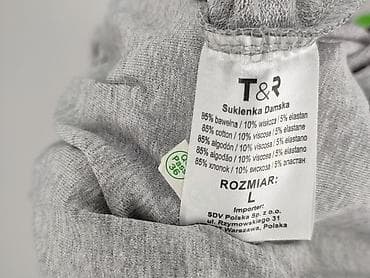 T&R
Sukienka Damska
85% bawełna / 10% wiskoza / 5% elastan
85% cotton / 10% viscose / 5% elastane
85% algodón / 10% viscosa / 5% elastano
85% algodão / 10% viscose / 5% elastano
85% хлопок / 10% вискоза / 5% эластан
ROZMIAR:
L
Importer:
SDV Polska Sp. z o.o.
ul. Rzymowskiego 31
Warszawa, Polska
36